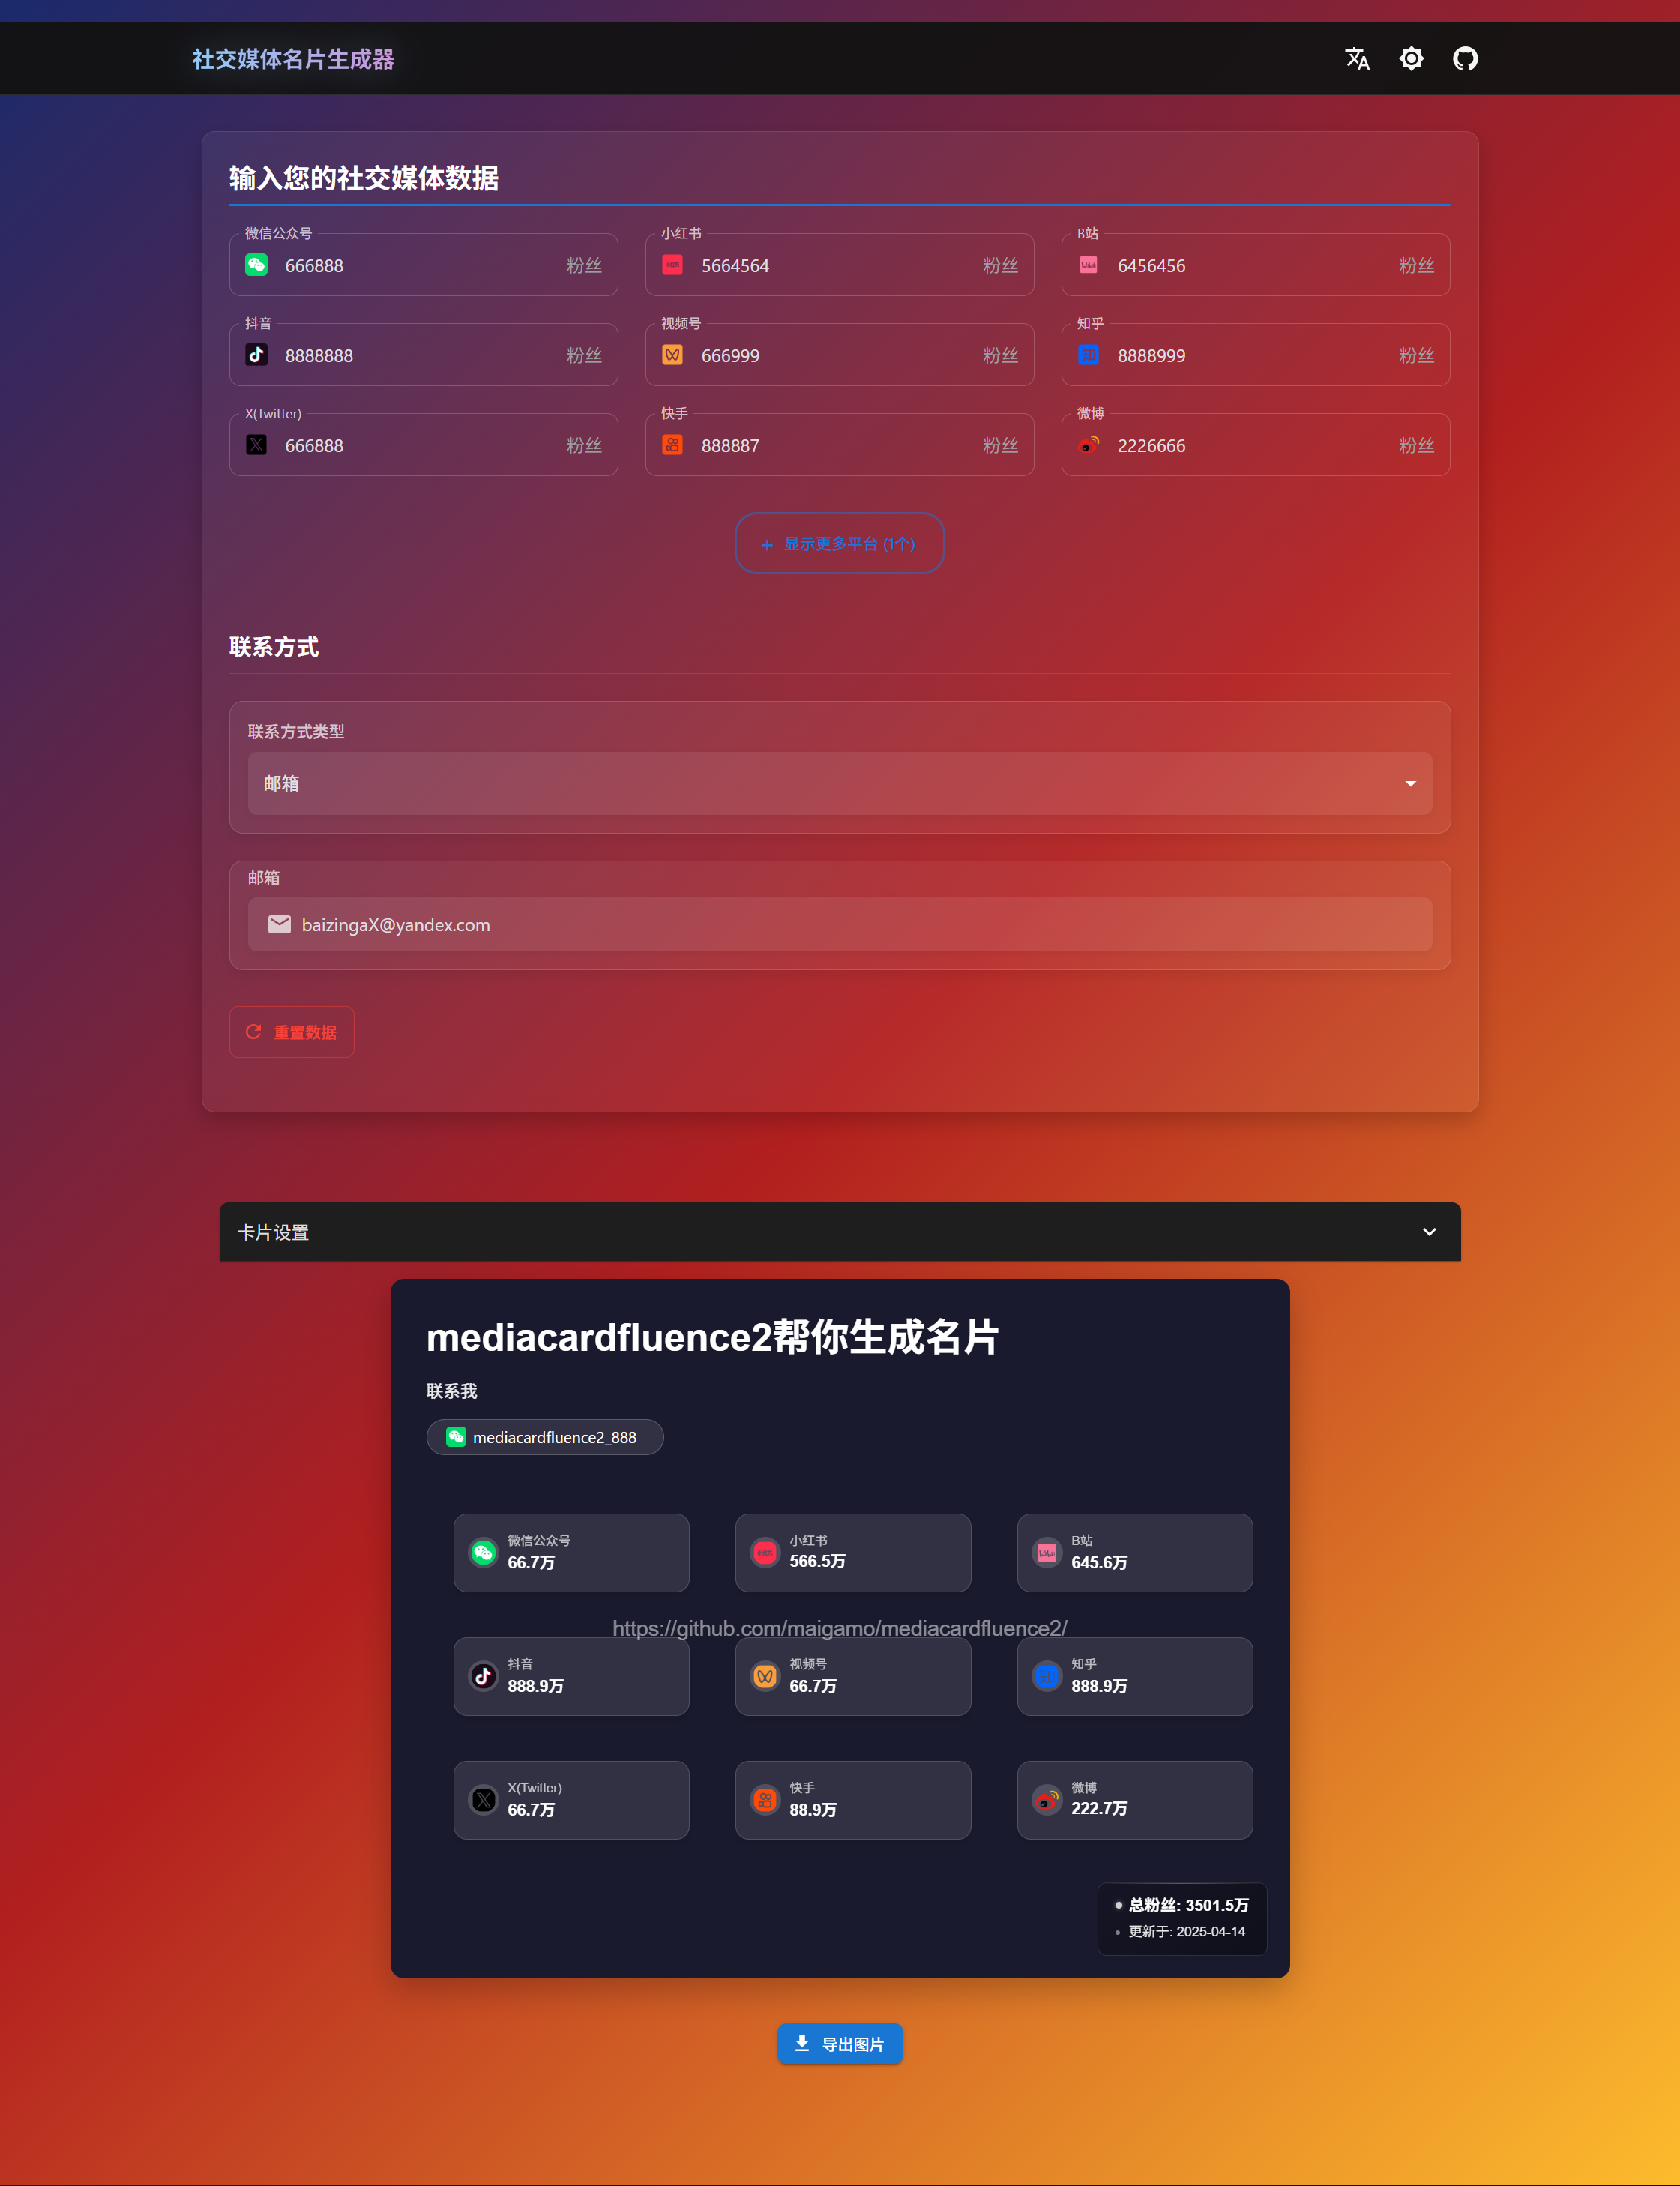 社交媒体名片生成器
输入您的社交媒体数据
微信公众号 小红书 B站
666888 粉丝 5664564 粉丝 6456456 粉丝
抖音 视频号 知乎
8888888 粉丝 666999 粉丝 8888999 粉丝
X(Twitter) 快手 微博
666888 粉丝 888887 粉丝 2226666 粉丝
+ 显示更多平台 (1个)
联系方式
联系方式类型
邮箱
邮箱
baizingaX@yandex.com
重置数据
卡片设置
mediacardfluence2帮你生成名片
联系我
mediacardfluence2_888
微信公众号 小红书 B站
66.7万 566.5万 645.6万
https://github.com/maigamo/mediacardfluence2/
抖音 视频号 知乎
888.9万 66.7万 888.9万
X(Twitter) 快手 微博
66.7万 88.9万 222.7万
总粉丝: 3501.5万
更新于: 2025-04-14
导出图片